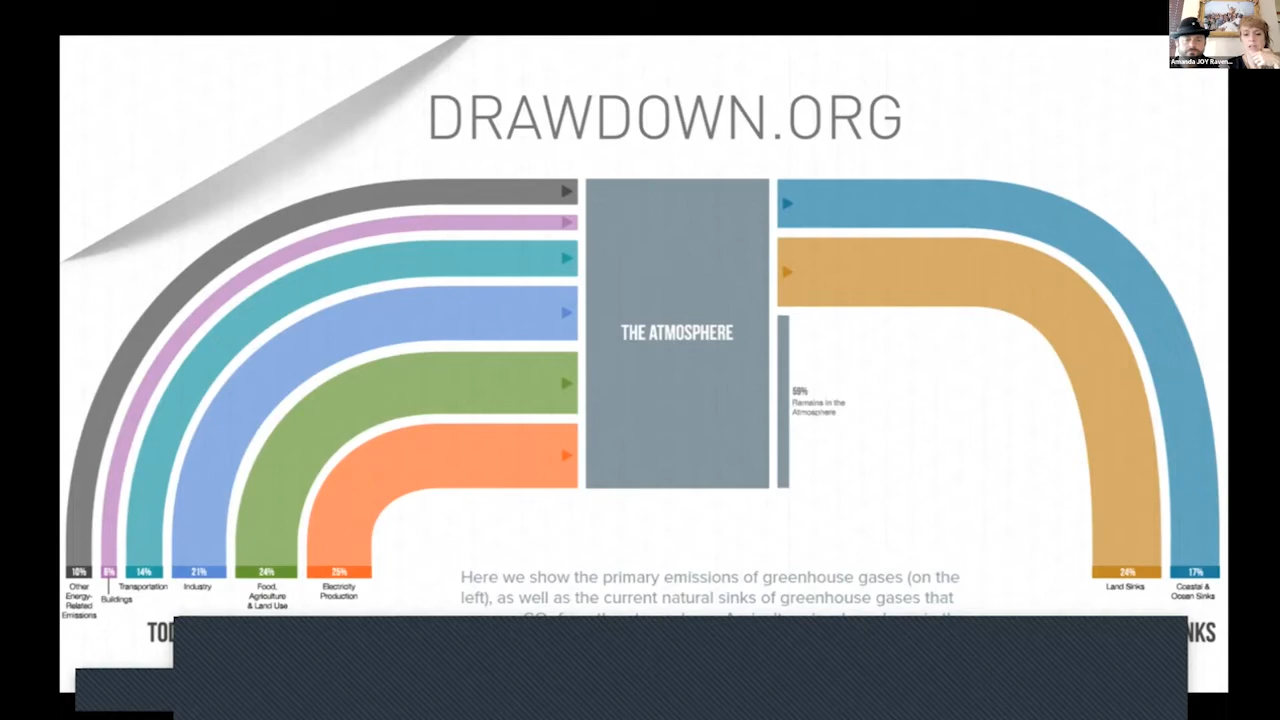 Amanda JOY Raven...
DRAWDOWN.ORG
THE ATMOSPHERE
59%
Remains in the
Atmosphere
10%
Other
Energy-
Related
Emissions
6%
Buildings
14%
Transportation
21%
Industry
24%
Food,
Agriculture
& Land Use
25%
Electricity
Production
24%
Land Sinks
17%
Coastal &
Ocean Sinks
Here we show the primary emissions of greenhouse gases (on the
left), as well as the current natural sinks of greenhouse gases that